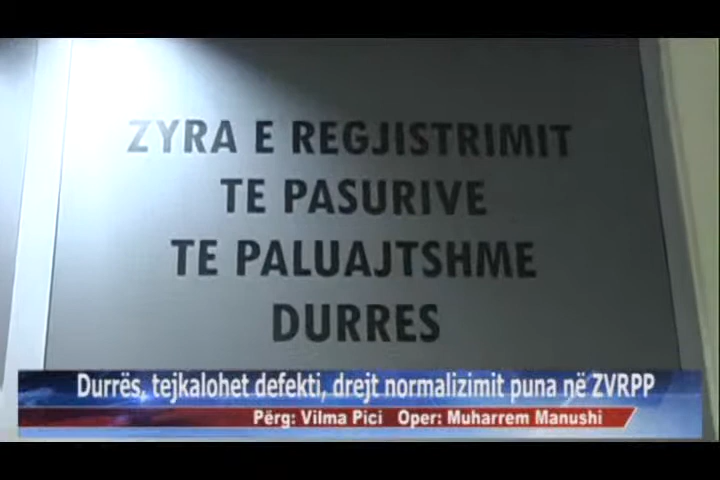 ZYRA E REGJISTRIMIT
TE PASURIVE
TE PALUAJTSHME
DURRES
Durrës, tejkalohet defekti, drejt normalizimit puna në ZVRPP
Përg: Vilma Pici Oper: Muharrem Manushi